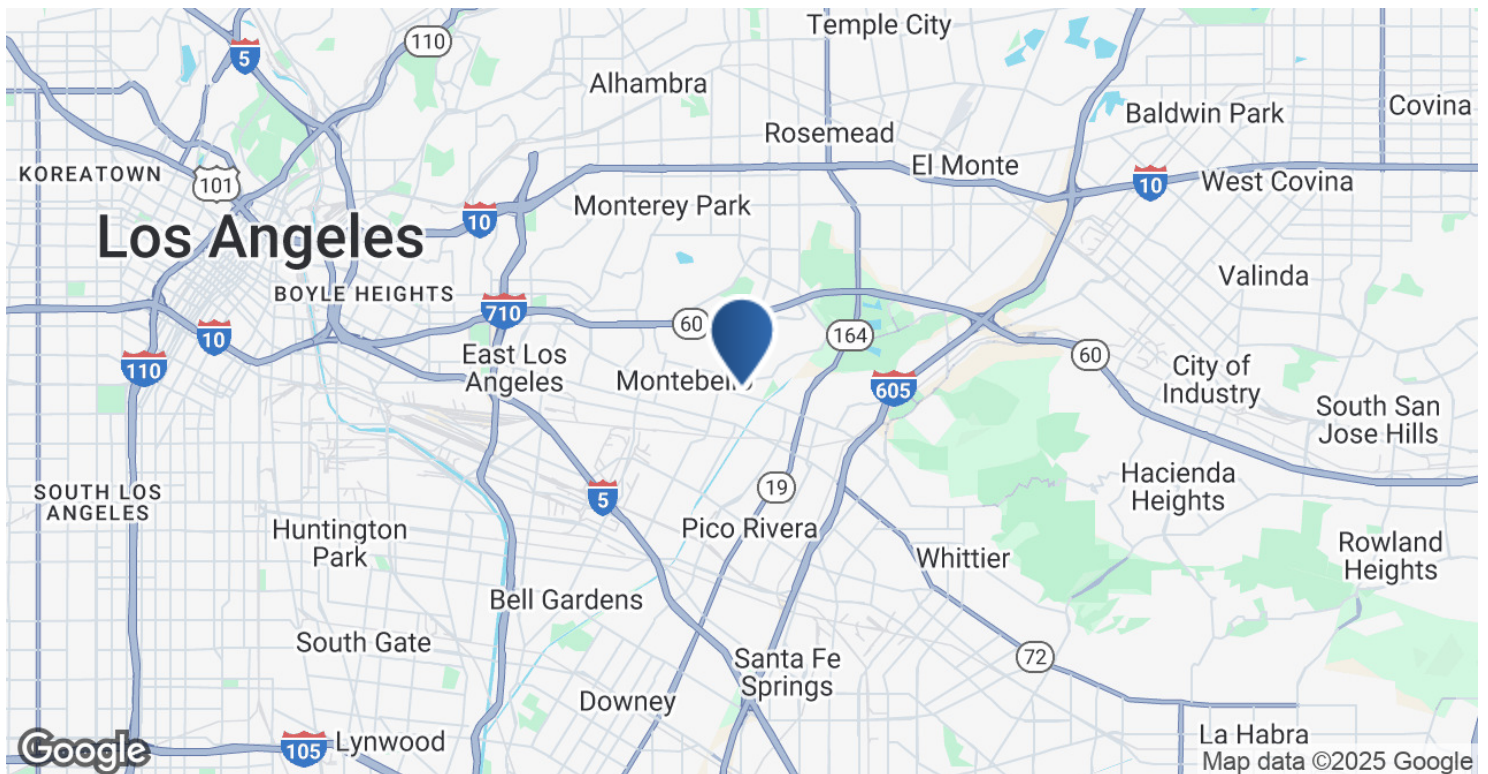 Temple City
110
5
Alhambra
Baldwin Park
Covina
Rosemead
El Monte
KOREATOWN
101
10
West Covina
Monterey Park
10
Los Angeles
Valinda
BOYLE HEIGHTS
710
60
164
10
110
East Los
Angeles
Montebello
605
60
City of
Industry
South San
Jose Hills
Hacienda
Heights
SOUTH LOS
ANGELES
5
19
Huntington
Park
Pico Rivera
Whittier
Rowland
Heights
Bell Gardens
South Gate
72
Santa Fe
Springs
Downey
La Habra
Google
105
Lynwood
Map data ©2025 Google